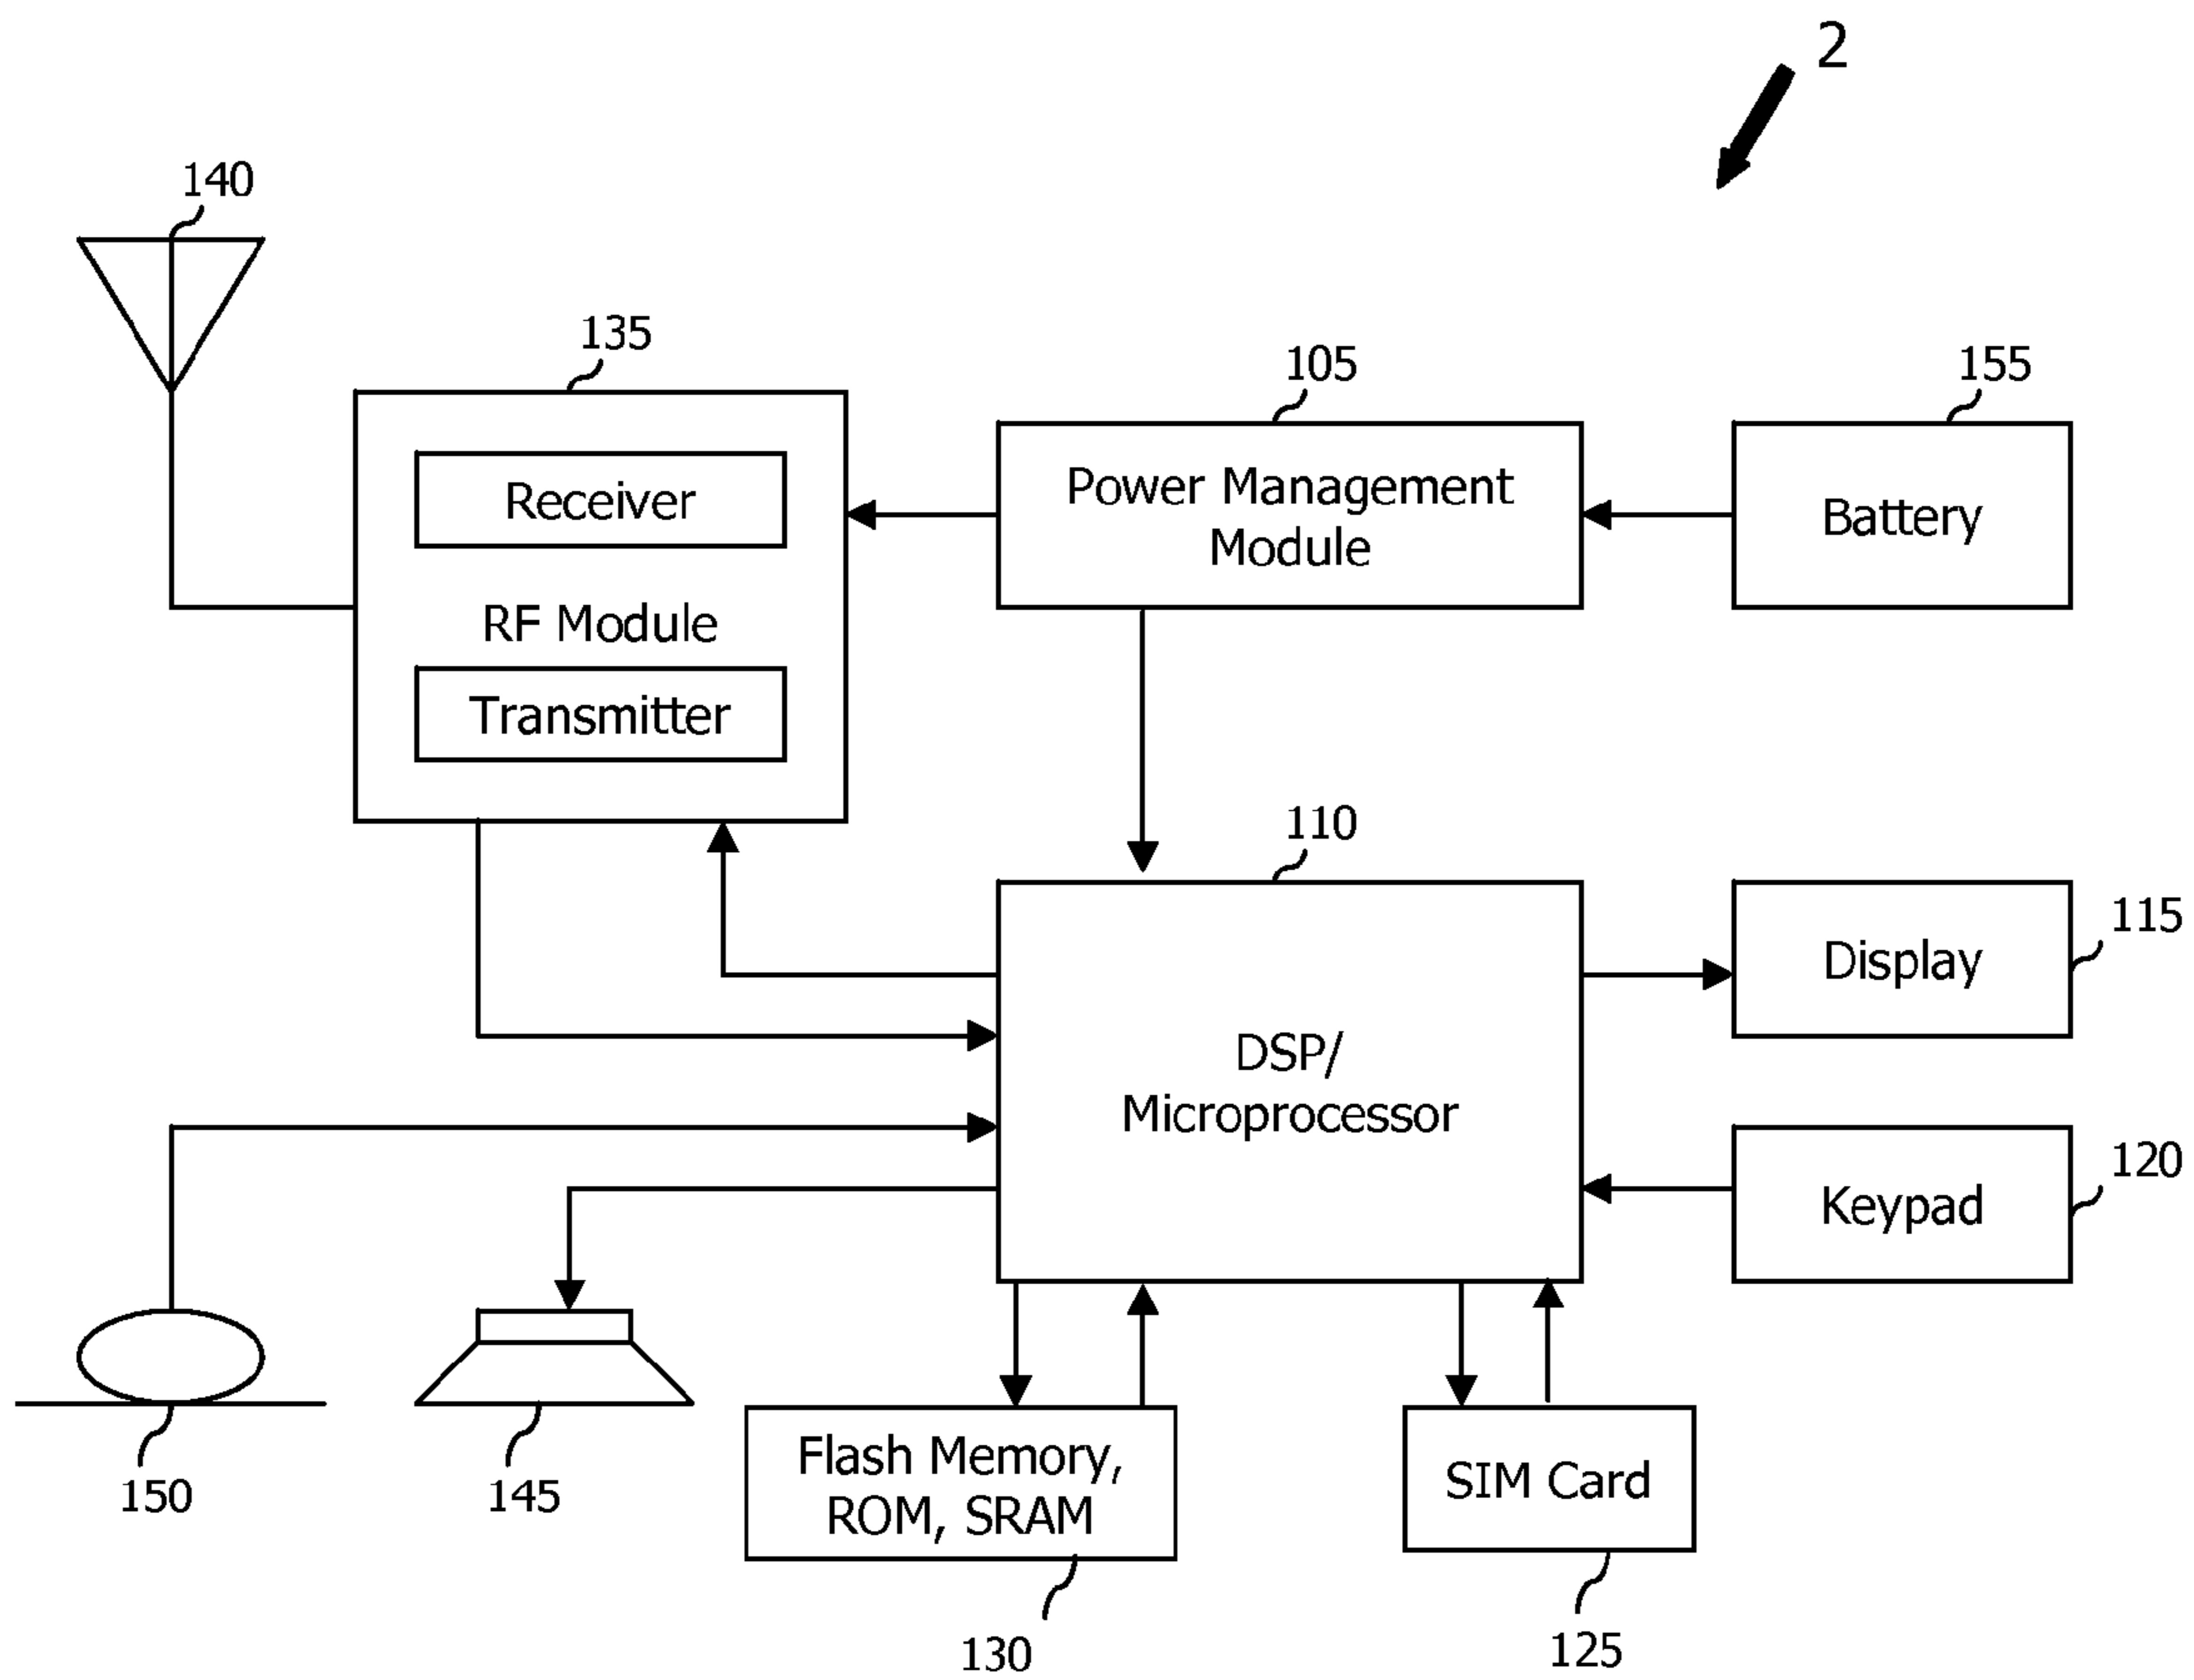 2
140
135
105
155
Receiver
RF Module
Transmitter
Power Management
Module
Battery
110
115
Display
DSP/
Microprocessor
120
Keypad
150
145
Flash Memory,
ROM, SRAM
130
SIM Card
125